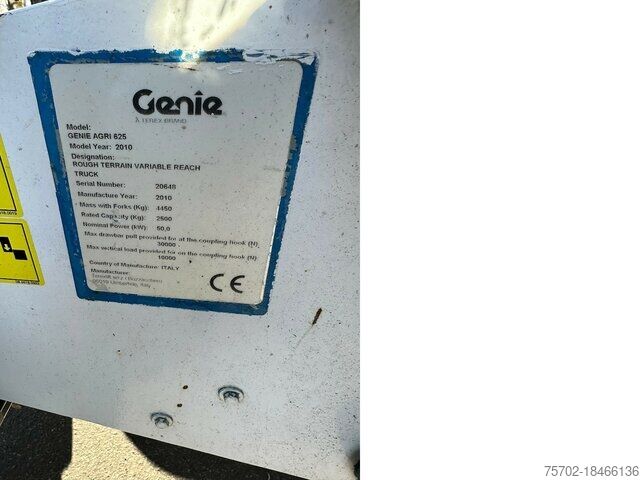 Genie
A TEREX BRAND
Model:
GENIE AGRI 625
Model Year: 2010
Designation:
ROUGH TERRAIN VARIABLE REACH
TRUCK
Serial Number: 20648
Manufacture Year: 2010
Mass with Forks (Kg): 4450
Rated Capacity (Kg): 2500
Nominal Power (kW): 50,0
Max drawbar pull provided for at the coupling hook (N)
30000
Max vertical load provided for on the coupling hook (N)
10000
Country of Manufacture: ITALY
Manufacturer:
Umbertide, Italy
CE
75702-18466136